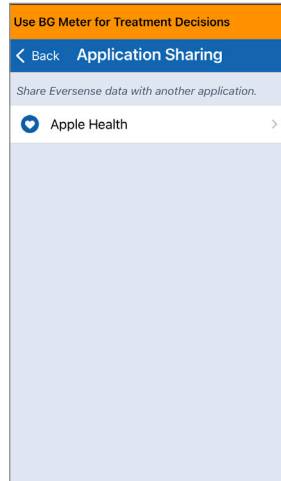 Use BG Meter for Treatment Decisions
Back Application Sharing
Share Eversense data with another application.
Apple Health